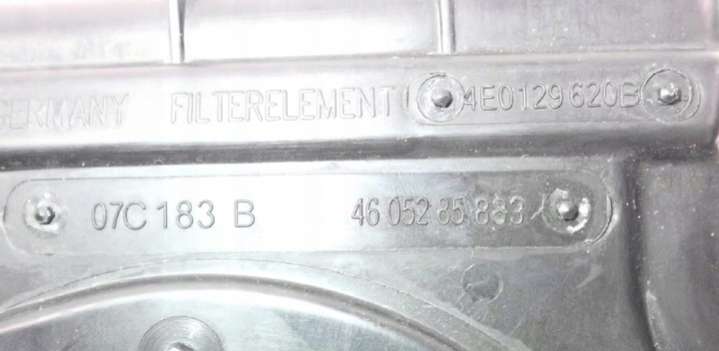 GERMANY FILTERELEMENT 4E0129620B
07C 183 B 46 052 85 883